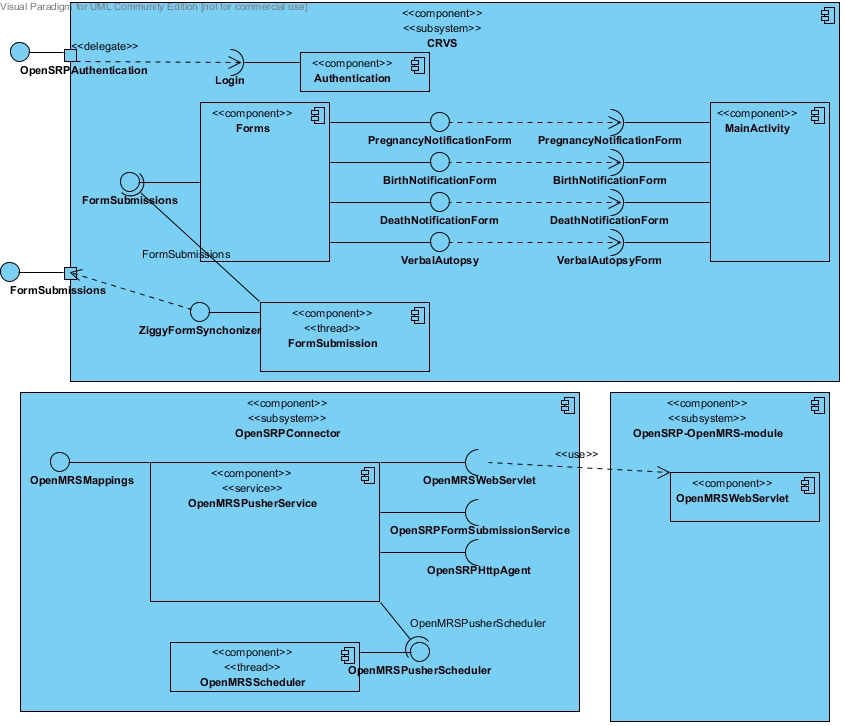 Visual Paradigm for UML Community Edition [not for commercial use]
<<component>>
<<subsystem>>
CRVS
<<delegate>>
OpenSRPAuthentication
Login
<<component>>
Authentication
<<component>>
Forms
PregnancyNotificationForm
PregnancyNotificationForm
<<component>>
MainActivity
BirthNotificationForm
BirthNotificationForm
FormSubmissions
DeathNotificationForm
DeathNotificationForm
FormSubmissions
VerbalAutopsy
VerbalAutopsyForm
FormSubmissions
ZiggyFormSynchonizer
<<component>>
<<thread>>
FormSubmission
<<component>>
<<subsystem>>
OpenSRPConnector
OpenMRSMappings
<<component>>
<<service>>
OpenMRSPusherService
OpenMRSWebServlet
<<use>>
OpenSRPFormSubmissionService
OpenSRPHttpAgent
OpenMRSPusherScheduler
<<component>>
<<thread>>
OpenMRSScheduler
OpenMRSPusherScheduler
<<component>>
<<subsystem>>
OpenSRP-OpenMRS-module
<<component>>
OpenMRSWebServlet